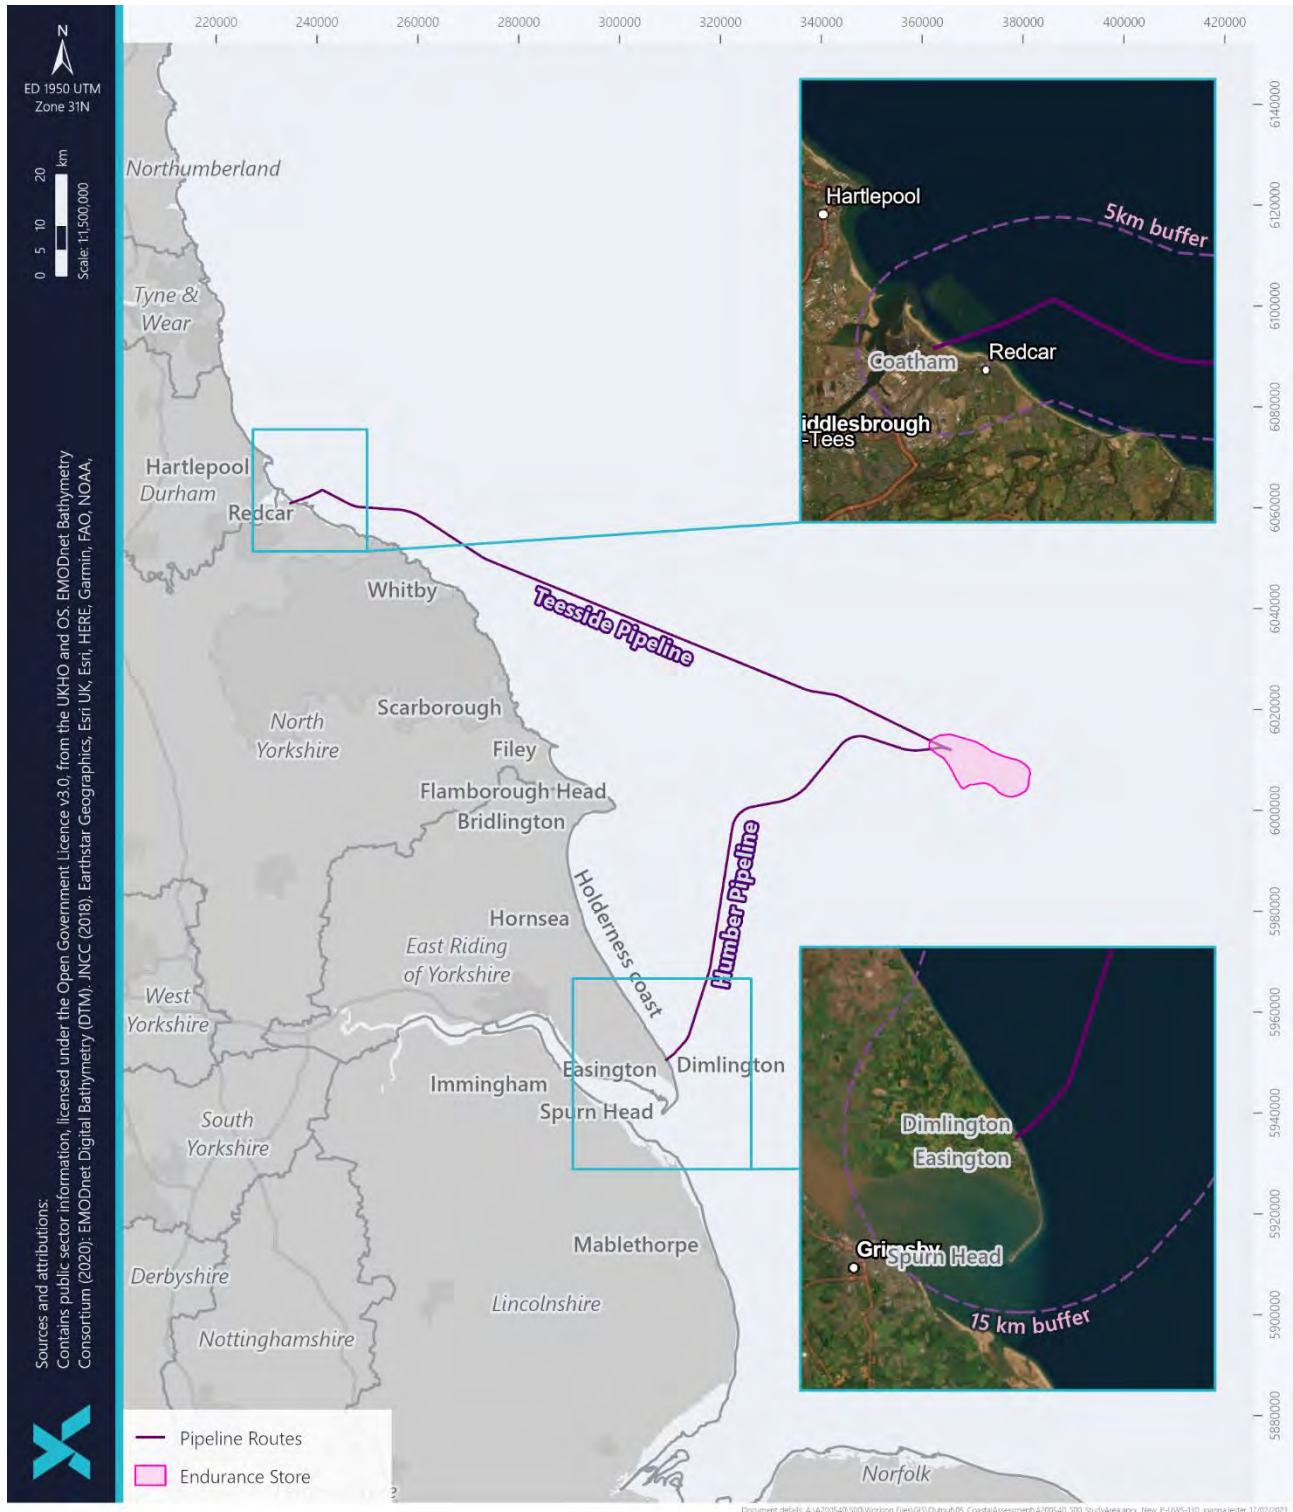 220000 240000 260000 280000 300000 320000 340000 360000 380000 400000 420000
N
ED 1950 UTM
Zone 31N
0 5 10 20 km
Scale: 1:1,500,000
Sources and attributions:
Contains public sector information, licensed under the Open Government Licence v3.0, from the UKHO and OS. EMODnet Bathymetry
Consortium (2020): EMODnet Digital Bathymetry (DTM). JNCC (2018). Earthstar Geographics, Esri UK, Esri, HERE, Garmin, FAO, NOAA,
6140000
6120000
6100000
6080000
6060000
6040000
6020000
6000000
5980000
5960000
5940000
5920000
5900000
5880000
Northumberland
Tyne &
Wear
Hartlepool
Durham
Redcar
Whitby
Teesside Pipeline
Scarborough
North
Yorkshire
Filey
Flamborough Head
Bridlington
Holderness coast
Humber Pipeline
Hornsea
East Riding
of Yorkshire
West
Yorkshire
Easington
Dimlington
Immingham
Spurn Head
South
Yorkshire
Mablethorpe
Derbyshire
Lincolnshire
Nottinghamshire
Norfolk
Hartlepool
5km buffer
Redcar
Coatham
iddlesbrough
-Tees
Dimlington
Easington
Grimsby
Spurn Head
15 km buffer
Pipeline Routes
Endurance Store